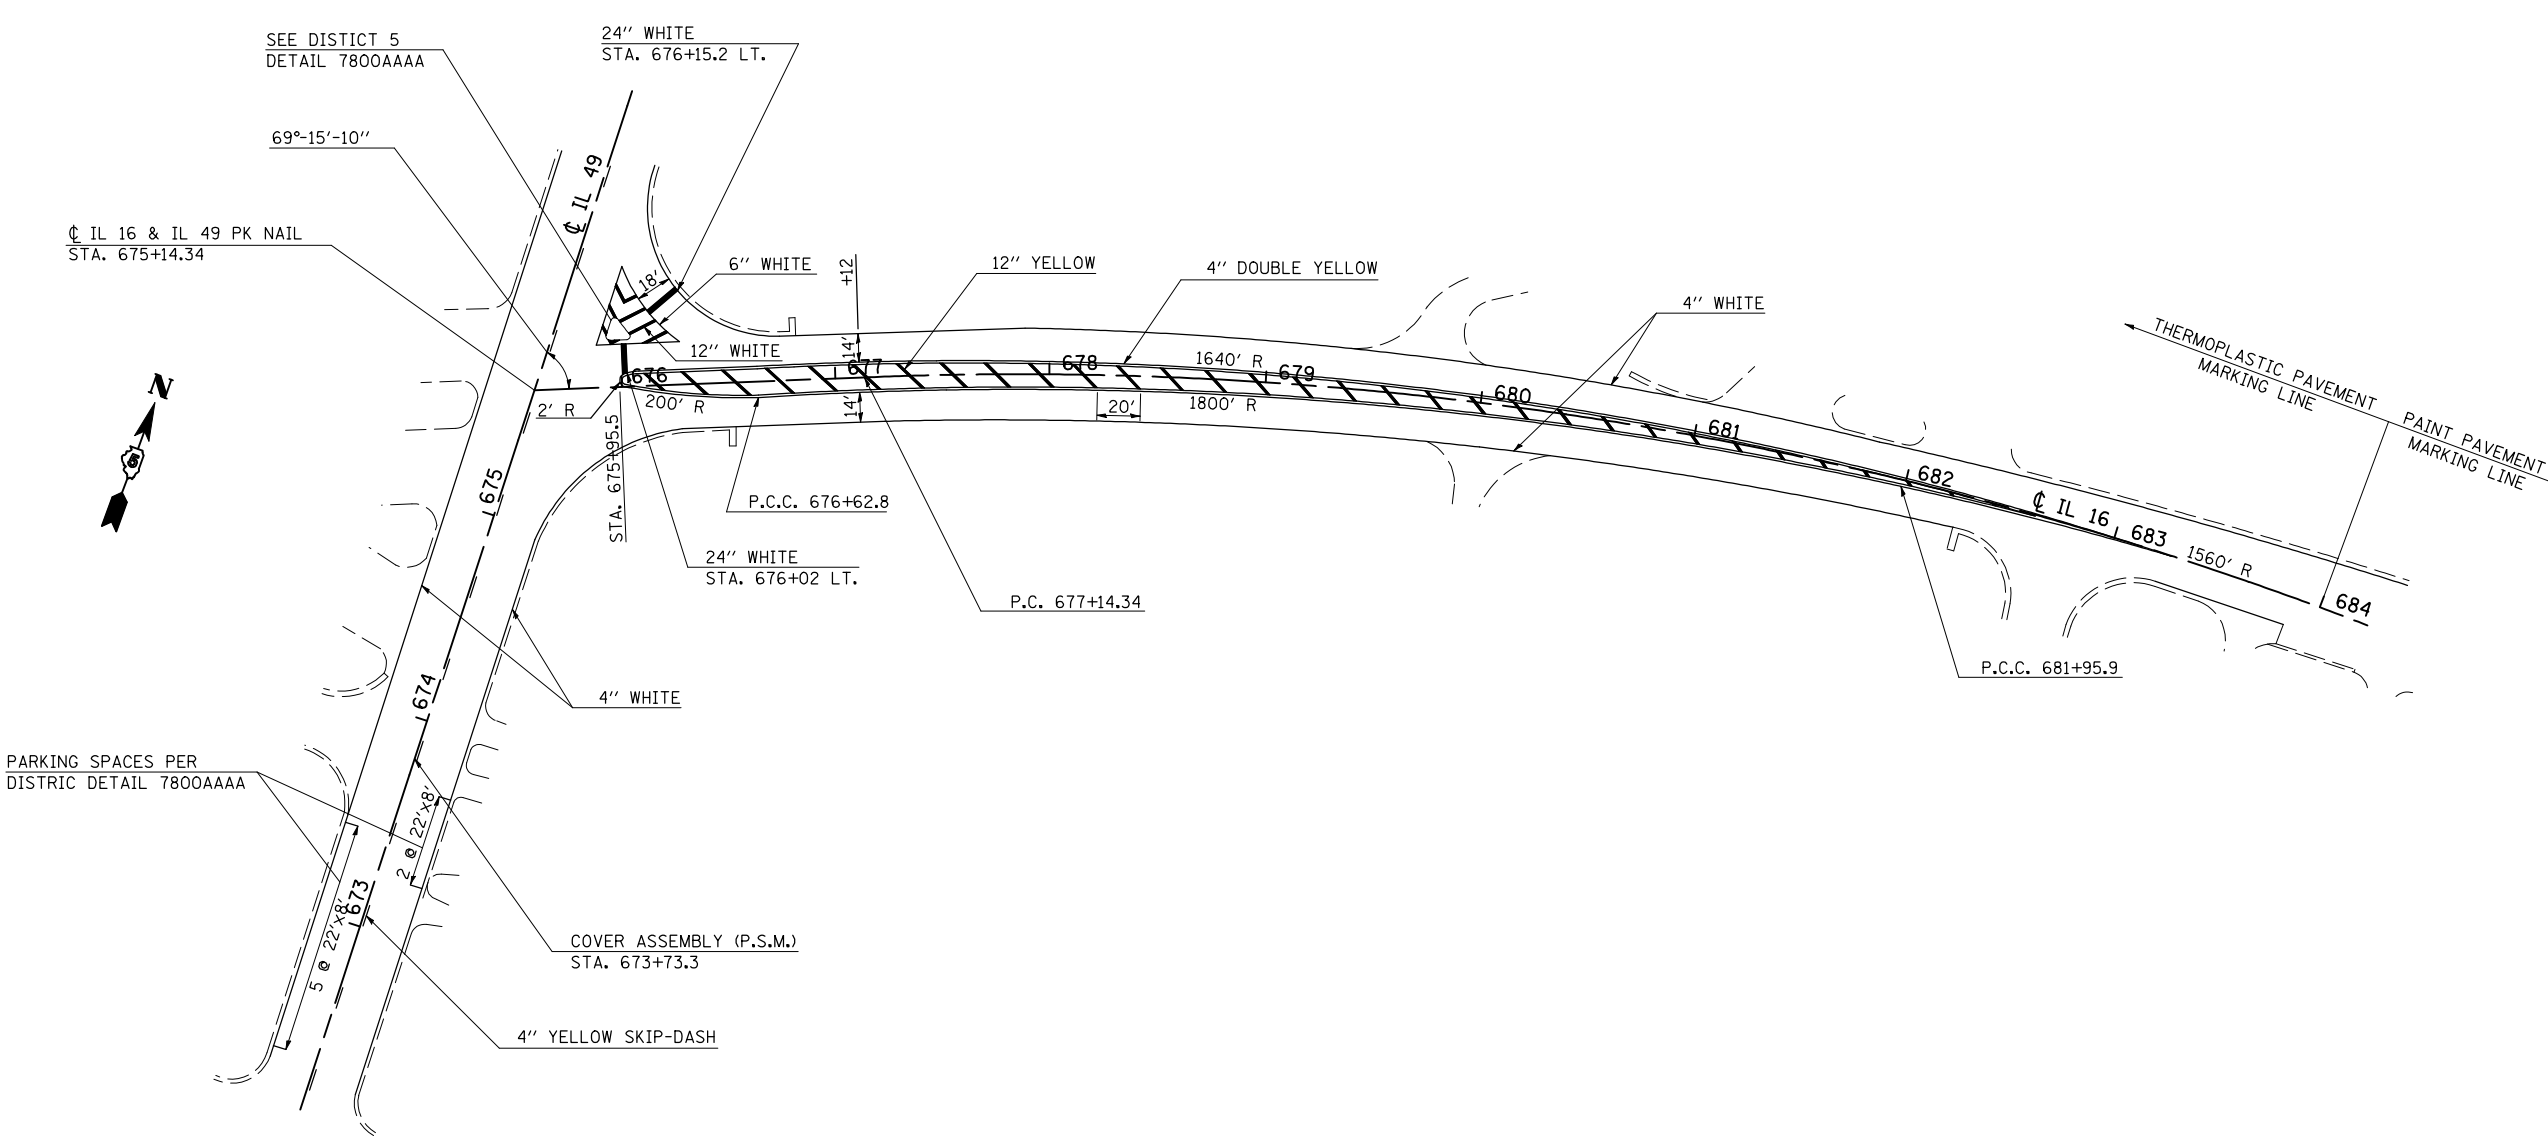 SEE DISTICT 5
DETAIL 7800AAAA
24'' WHITE
STA. 676+15.2 LT.
69°-15'-10''
℄ IL 49
℄ IL 16 & IL 49 PK NAIL
STA. 675+14.34
18'
6'' WHITE
+12
12'' YELLOW
4'' DOUBLE YELLOW
4'' WHITE
THERMOPLASTIC PAVEMENT
MARKING LINE
PAINT PAVEMENT
MARKING LINE
12'' WHITE
14'
676
677
678
1640' R
679
680
681
682
℄ IL 16
683
1560' R
684
N
5
2' R
200' R
14'
20'
1800' R
STA. 675+95.5
675
P.C.C. 676+62.8
24'' WHITE
STA. 676+02 LT.
P.C. 677+14.34
P.C.C. 681+95.9
674
4'' WHITE
PARKING SPACES PER
DISTRIC DETAIL 7800AAAA
2 @ 22'x8'
673
5 @ 22'x8'
COVER ASSEMBLY (P.S.M.)
STA. 673+73.3
4'' YELLOW SKIP-DASH